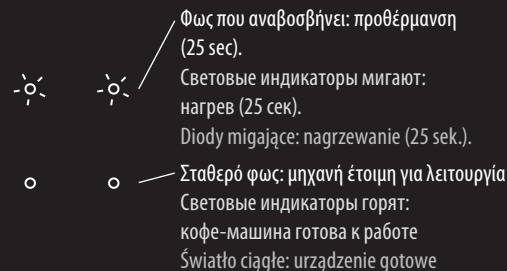 Φως που αναβοσβήνει: προθέρμανση
(25 sec).
Световые индикаторы мигают:
нагрев (25 сек).
Diody migające: nagrzewanie (25 sek.).
Σταθερό φως: μηχανή έτοιμη για λειτουργία
Световые индикаторы горят:
кофе-машина готова к работе
Światło ciągłe: urządzenie gotowe